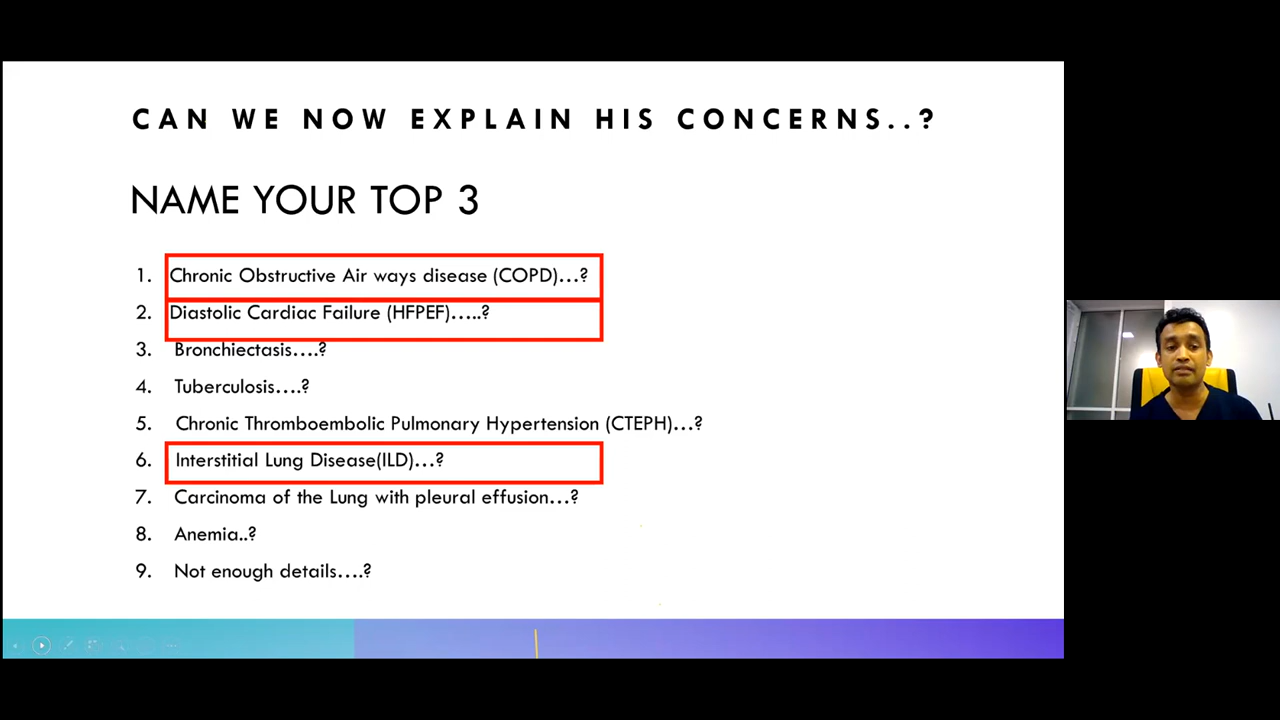 CAN WE NOW EXPLAIN HIS CONCERNS..?
NAME YOUR TOP 3
1. Chronic Obstructive Air ways disease (COPD)...?
2. Diastolic Cardiac Failure (HFPEF).....?
3. Bronchiectasis....?
4. Tuberculosis....?
5. Chronic Thromboembolic Pulmonary Hypertension (CTEPH)...?
6. Interstitial Lung Disease(ILD)...?
7. Carcinoma of the Lung with pleural effusion...?
8. Anemia..?
9. Not enough details....?